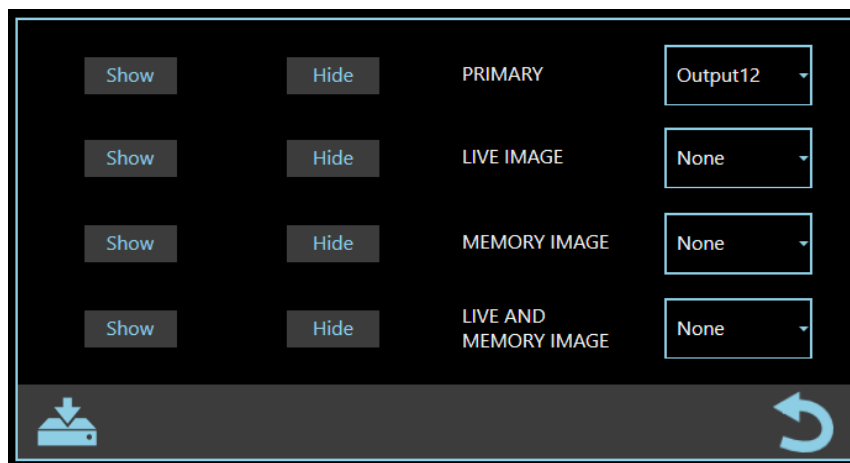 Show Hide PRIMARY Output12
Show Hide LIVE IMAGE None
Show Hide MEMORY IMAGE None
Show Hide LIVE AND
MEMORY IMAGE None